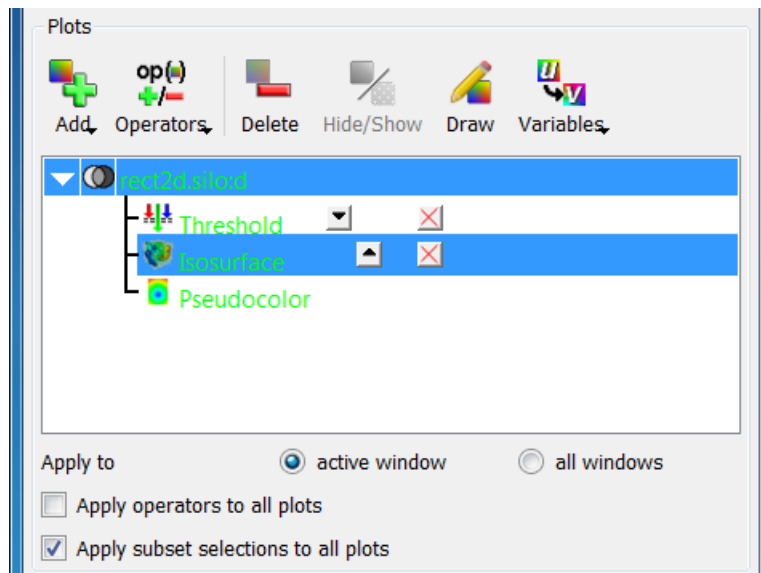 Plots
op(=)
+/-
Add Operators Delete Hide/Show Draw Variables
rect2d.silo:d
Threshold
Isosurface
Pseudocolor
Apply to active window all windows
Apply operators to all plots
Apply subset selections to all plots